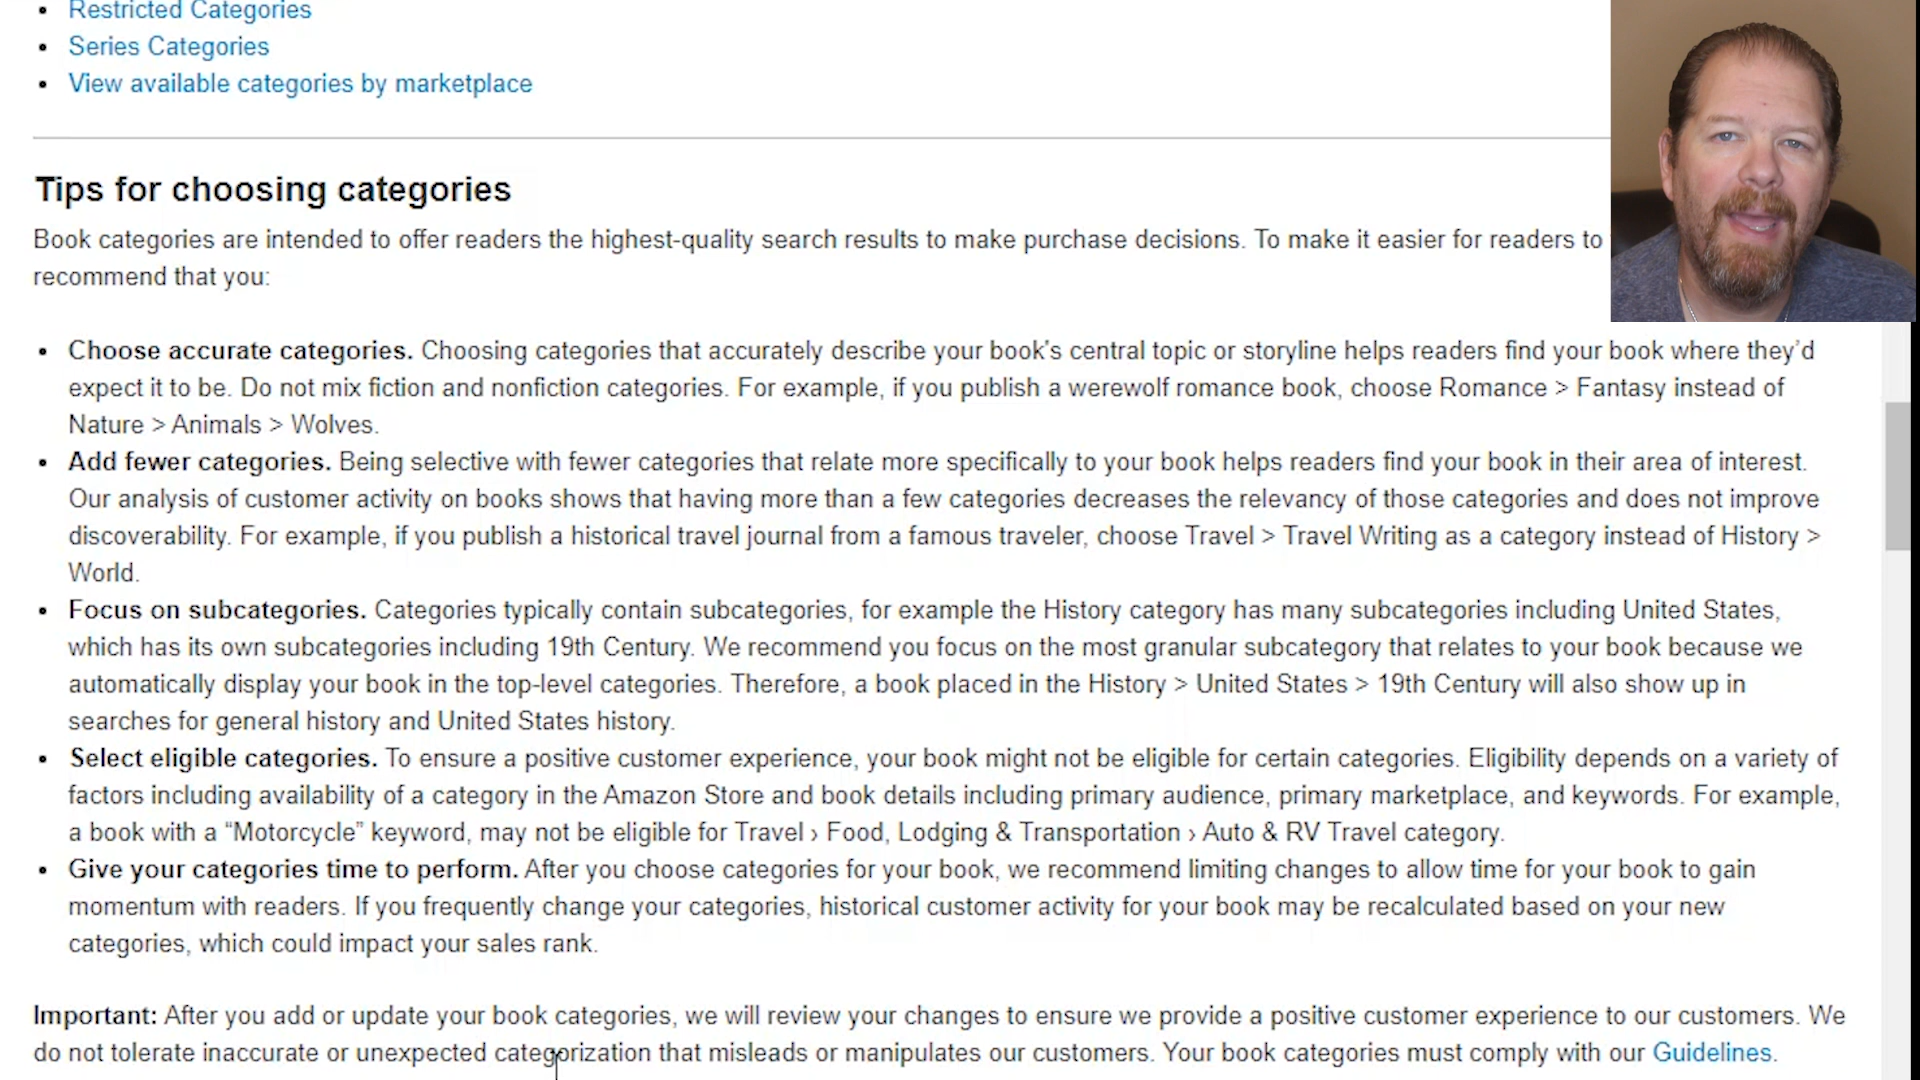 Restricted Categories
Series Categories
View available categories by marketplace
Tips for choosing categories
Book categories are intended to offer readers the highest-quality search results to make purchase decisions. To make it easier for readers to
recommend that you:
Choose accurate categories. Choosing categories that accurately describe your book's central topic or storyline helps readers find your book where they'd
expect it to be. Do not mix fiction and nonfiction categories. For example, if you publish a werewolf romance book, choose Romance > Fantasy instead of
Nature > Animals > Wolves.
Add fewer categories. Being selective with fewer categories that relate more specifically to your book helps readers find your book in their area of interest.
Our analysis of customer activity on books shows that having more than a few categories decreases the relevancy of those categories and does not improve
discoverability. For example, if you publish a historical travel journal from a famous traveler, choose Travel > Travel Writing as a category instead of History >
World.
Focus on subcategories. Categories typically contain subcategories, for example the History category has many subcategories including United States,
which has its own subcategories including 19th Century. We recommend you focus on the most granular subcategory that relates to your book because we
automatically display your book in the top-level categories. Therefore, a book placed in the History > United States > 19th Century will also show up in
searches for general history and United States history.
Select eligible categories. To ensure a positive customer experience, your book might not be eligible for certain categories. Eligibility depends on a variety of
factors including availability of a category in the Amazon Store and book details including primary audience, primary marketplace, and keywords. For example,
a book with a “Motorcycle” keyword, may not be eligible for Travel › Food, Lodging & Transportation › Auto & RV Travel category.
Give your categories time to perform. After you choose categories for your book, we recommend limiting changes to allow time for your book to gain
momentum with readers. If you frequently change your categories, historical customer activity for your book may be recalculated based on your new
categories, which could impact your sales rank.
Important: After you add or update your book categories, we will review your changes to ensure we provide a positive customer experience to our customers. We
do not tolerate inaccurate or unexpected categorization that misleads or manipulates our customers. Your book categories must comply with our Guidelines.